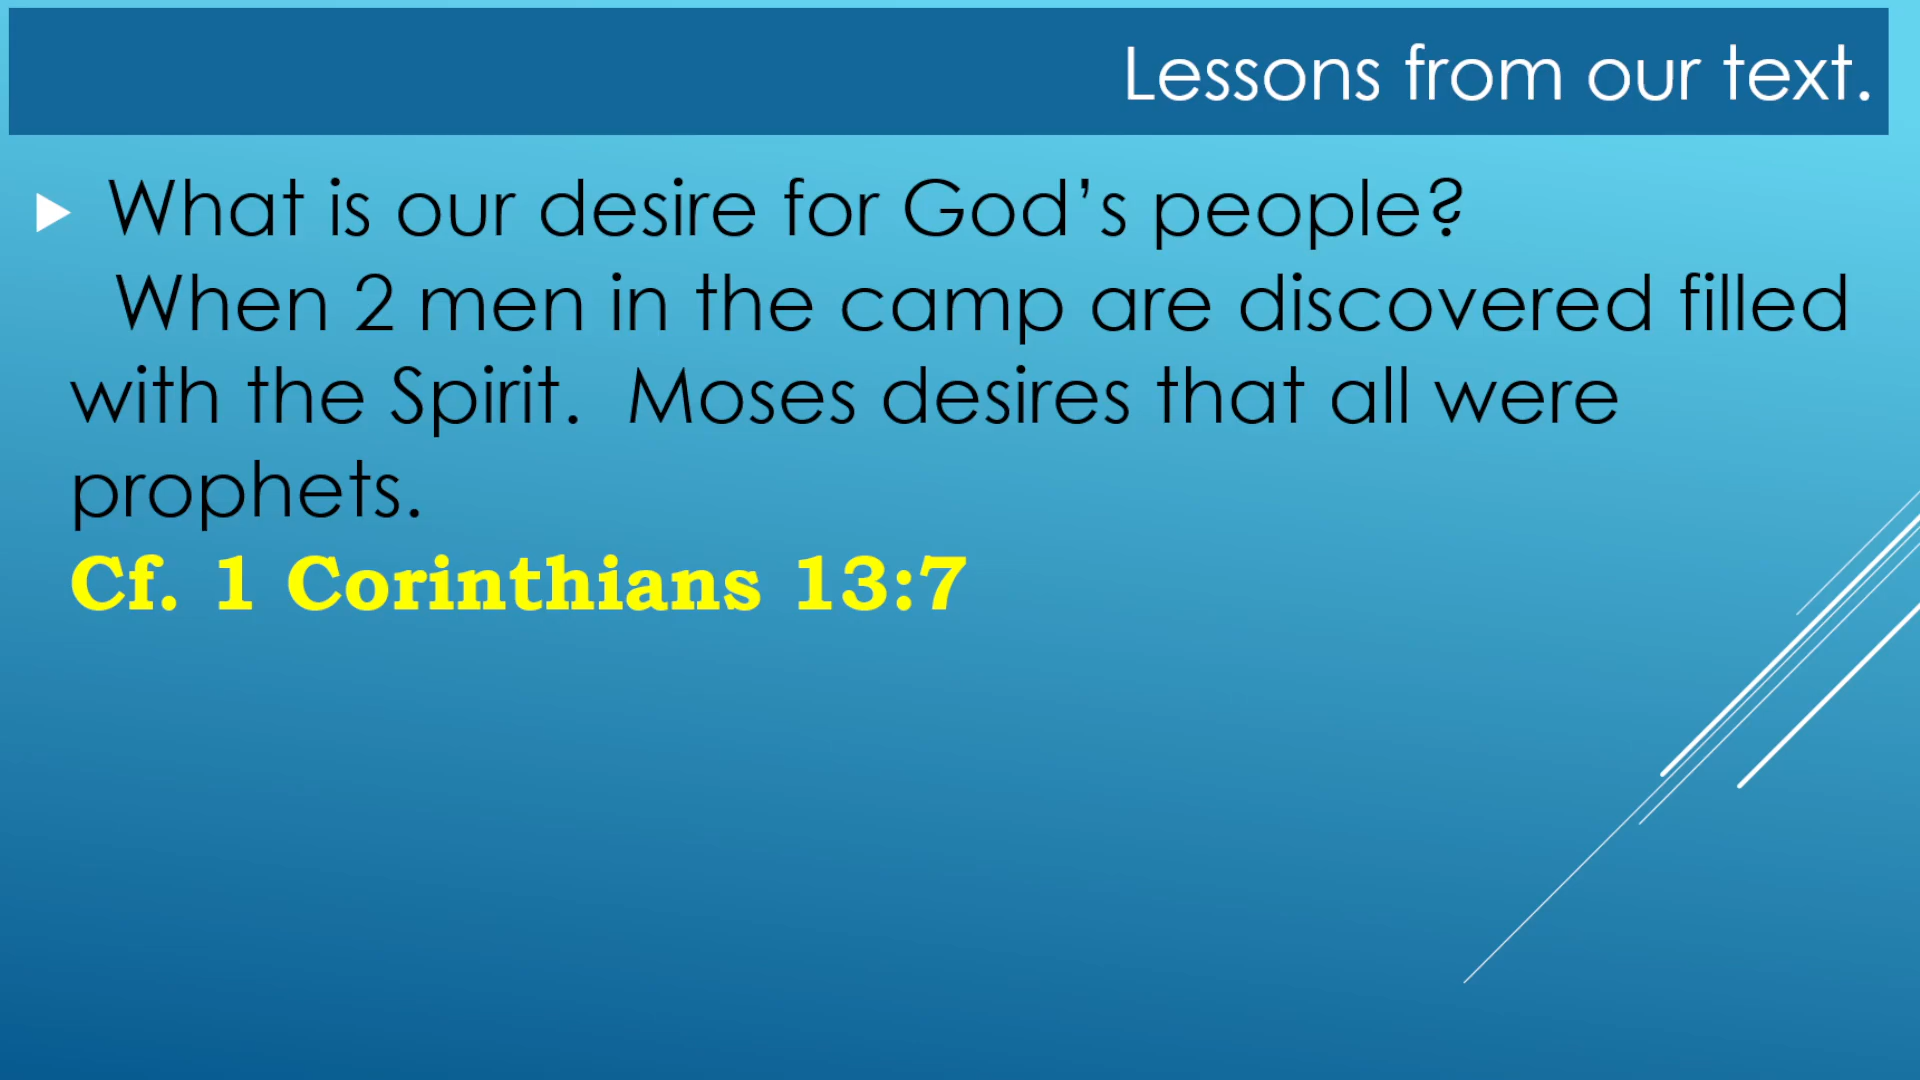 Lessons from our text.
What is our desire for God’s people?
When 2 men in the camp are discovered filled
with the Spirit.  Moses desires that all were
prophets.
Cf. 1 Corinthians 13:7